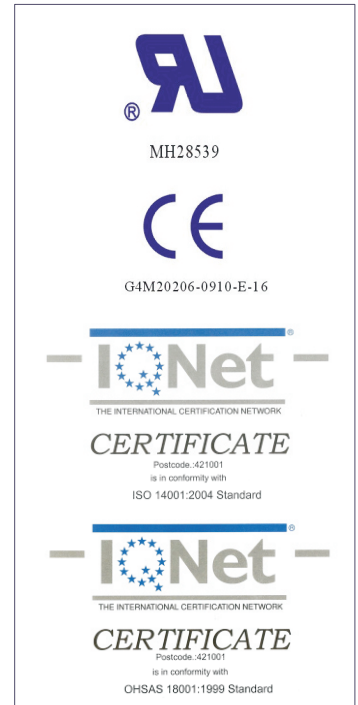 RU
®
MH28539
CE
G4M20206-0910-E-16
®
IQNet
THE INTERNATIONAL CERTIFICATION NETWORK
CERTIFICATE
Postcode.:421001
is in conformity with
ISO 14001:2004 Standard
®
IQNet
THE INTERNATIONAL CERTIFICATION NETWORK
CERTIFICATE
Postcode.:421001
is in conformity with
OHSAS 18001:1999 Standard